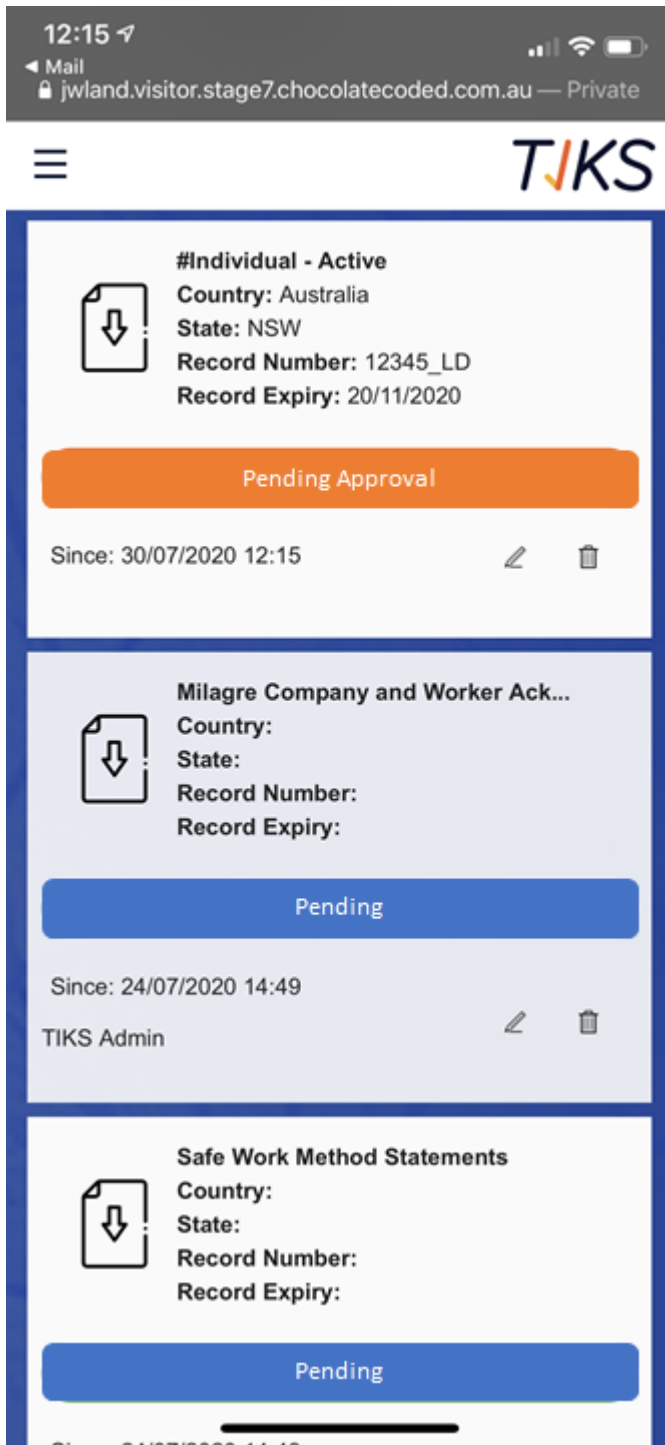 12:15
Mail
jwland.visitor.stage7.chocolatecoded.com.au — Private
TIKS
#Individual - Active
Country: Australia
State: NSW
Record Number: 12345_LD
Record Expiry: 20/11/2020
Pending Approval
Since: 30/07/2020 12:15
Milagre Company and Worker Ack...
Country:
State:
Record Number:
Record Expiry:
Pending
Since: 24/07/2020 14:49
TIKS Admin
Safe Work Method Statements
Country:
State:
Record Number:
Record Expiry:
Pending